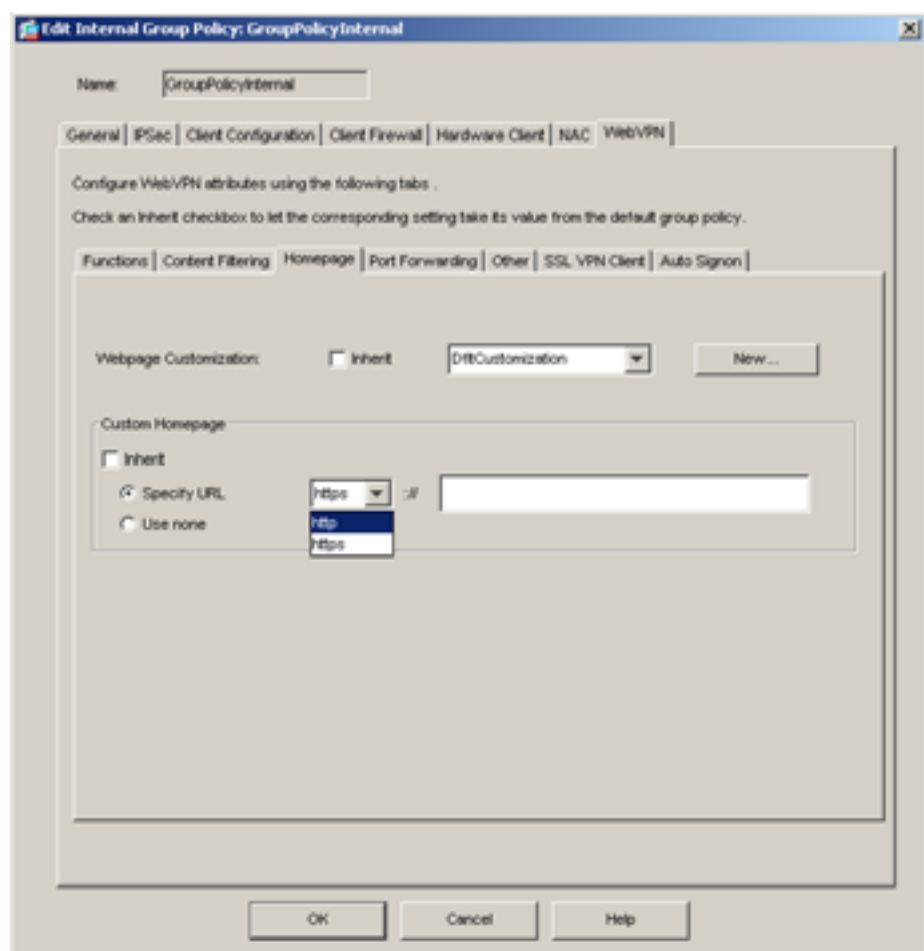 Edit Internal Group Policy: GroupPolicyInternal
Name: GroupPolicyInternal
General IPSec Client Configuration Client Firewall Hardware Client NAC WebVPN
Configure WebVPN attributes using the following tabs .
Check an Inherit checkbox to let the corresponding setting take its value from the default group policy.
Functions Content Filtering Homepage Port Forwarding Other SSL VPN Client Auto Signon
Webpage Customization: Inherit DfltCustomization New...
Custom Homepage
Inherit
Specify URL https ://
Use none http
https
OK Cancel Help